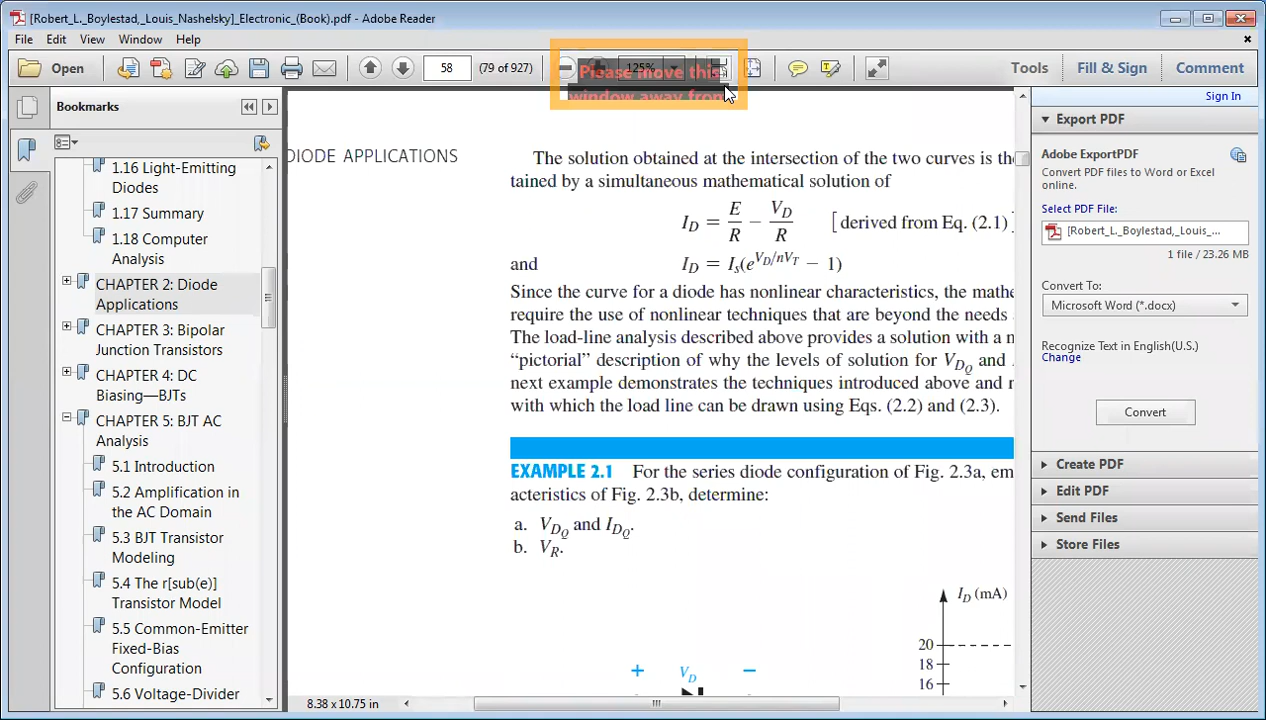 [Robert_L._Boylestad,_Louis_Nashelsky]_Electronic_(Book).pdf - Adobe Reader
File Edit View Window Help
Open 58 (79 of 927) 125% Tools Fill & Sign Comment
Please move this
window away from
Sign In
Bookmarks
1.16 Light-Emitting
Diodes
1.17 Summary
1.18 Computer
Analysis
CHAPTER 2: Diode
Applications
CHAPTER 3: Bipolar
Junction Transistors
CHAPTER 4: DC
Biasing—BJTs
CHAPTER 5: BJT AC
Analysis
5.1 Introduction
5.2 Amplification in
the AC Domain
5.3 BJT Transistor
Modeling
5.4 The r[sub(e)]
Transistor Model
5.5 Common-Emitter
Fixed-Bias
Configuration
5.6 Voltage-Divider
DIODE APPLICATIONS
The solution obtained at the intersection of the two curves is the
tained by a simultaneous mathematical solution of
I_D = E/R − V_D/R [derived from Eq. (2.1)]
and I_D = I_s(e^{V_D/nV_T} − 1)
Since the curve for a diode has nonlinear characteristics, the mathe
require the use of nonlinear techniques that are beyond the needs
The load-line analysis described above provides a solution with a
“pictorial” description of why the levels of solution for V_{D_Q} and
next example demonstrates the techniques introduced above and
with which the load line can be drawn using Eqs. (2.2) and (2.3).
EXAMPLE 2.1 For the series diode configuration of Fig. 2.3a, em
acteristics of Fig. 2.3b, determine:
a. V_{D_Q} and I_{D_Q}.
b. V_R.
I_D (mA)
20
18
16
+ V_D −
8.38 x 10.75 in
Export PDF
Adobe ExportPDF
Convert PDF files to Word or Excel
online.
Select PDF File:
[Robert_L._Boylestad,_Louis_...
1 file / 23.26 MB
Convert To:
Microsoft Word (*.docx)
Recognize Text in English(U.S.)
Change
Convert
Create PDF
Edit PDF
Send Files
Store Files